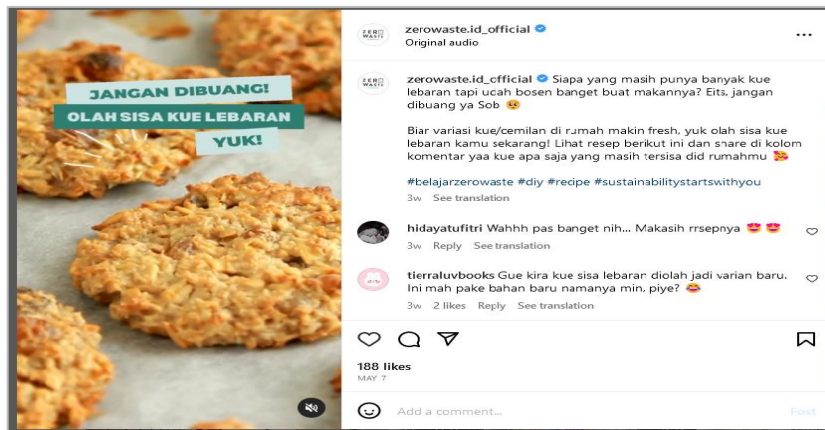 JANGAN DIBUANG!
OLAH SISA KUE LEBARAN
YUK!
ZERO
WASTE
zerowaste.id_official
Original audio
ZERO
WASTE
zerowaste.id_official Siapa yang masih punya banyak kue
lebaran tapi ucah bosen banget buat makannya? Eits, jangan
dibuang ya Sob 🥺
Biar variasi kue/cemilan di rumah makin fresh, yuk olah sisa kue
lebaran kamu sekarang! Lihat resep berikut ini dan share di kolom
komentar yaa kue apa saja yang masih tersisa did rumahmu 🥰
#belajarzerowaste #diy #recipe #sustainabilitystartswithyou
3w See translation
hidayatufitri Wahhh pas banget nih... Makasih rrsepnya 😍 😍
3w Reply See translation
tierraluvbooks Gue kira kue sisa lebaran diolah jadi varian baru.
Ini mah pake bahan baru namanya min, piye? 😂
3w 2 likes Reply See translation
188 likes
MAY 7
Add a comment...
Post